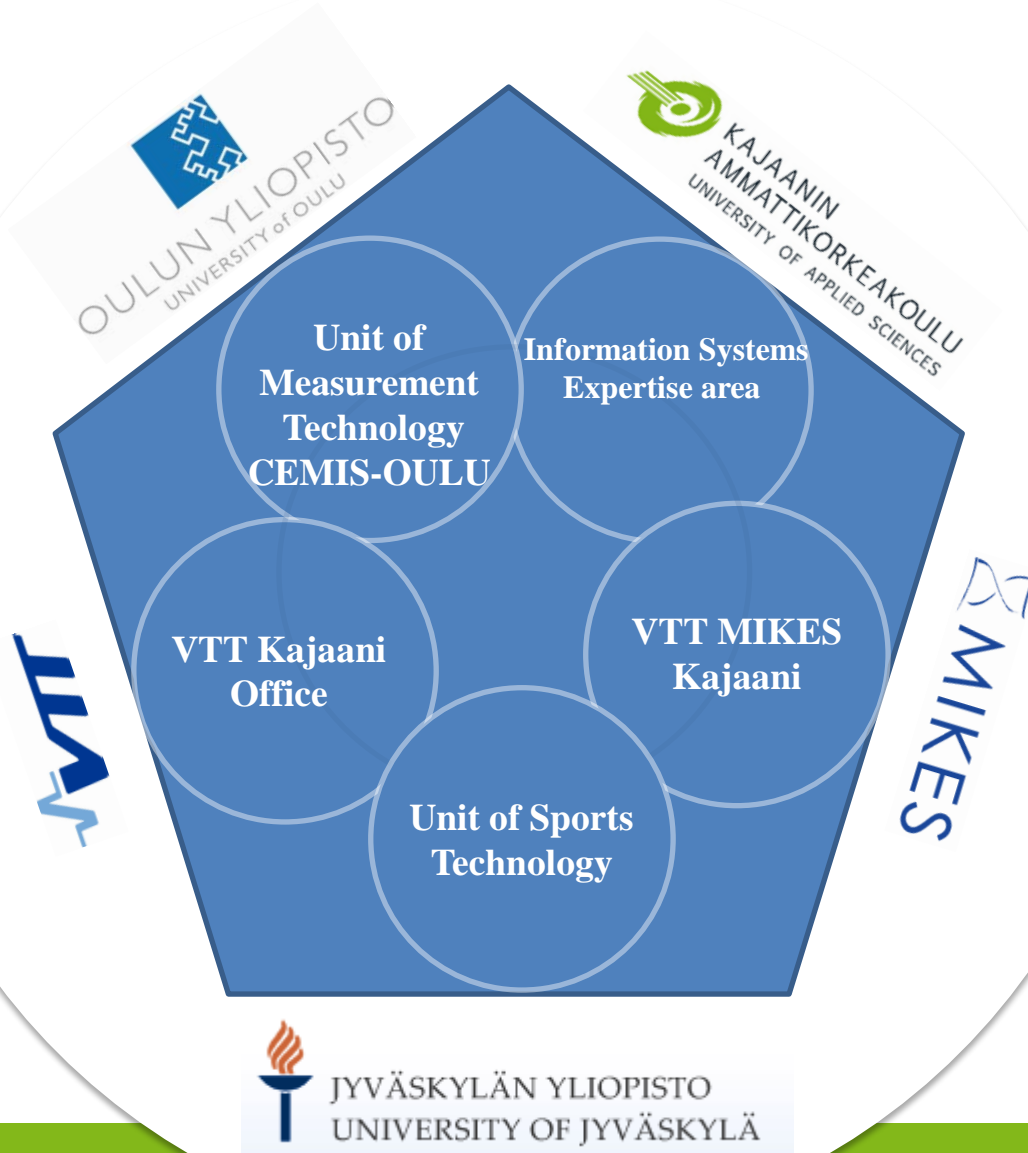 OULUN YLIOPISTO
UNIVERSITY of OULU
KAJAANIN
AMMATTIKORKEAKOULU
UNIVERSITY OF APPLIED SCIENCES
Unit of
Measurement
Technology
CEMIS-OULU
Information Systems
Expertise area
VTT Kajaani
Office
VTT MIKES
Kajaani
Unit of Sports
Technology
VTT
MIKES
JYVÄSKYLÄN YLIOPISTO
UNIVERSITY OF JYVÄSKYLÄ